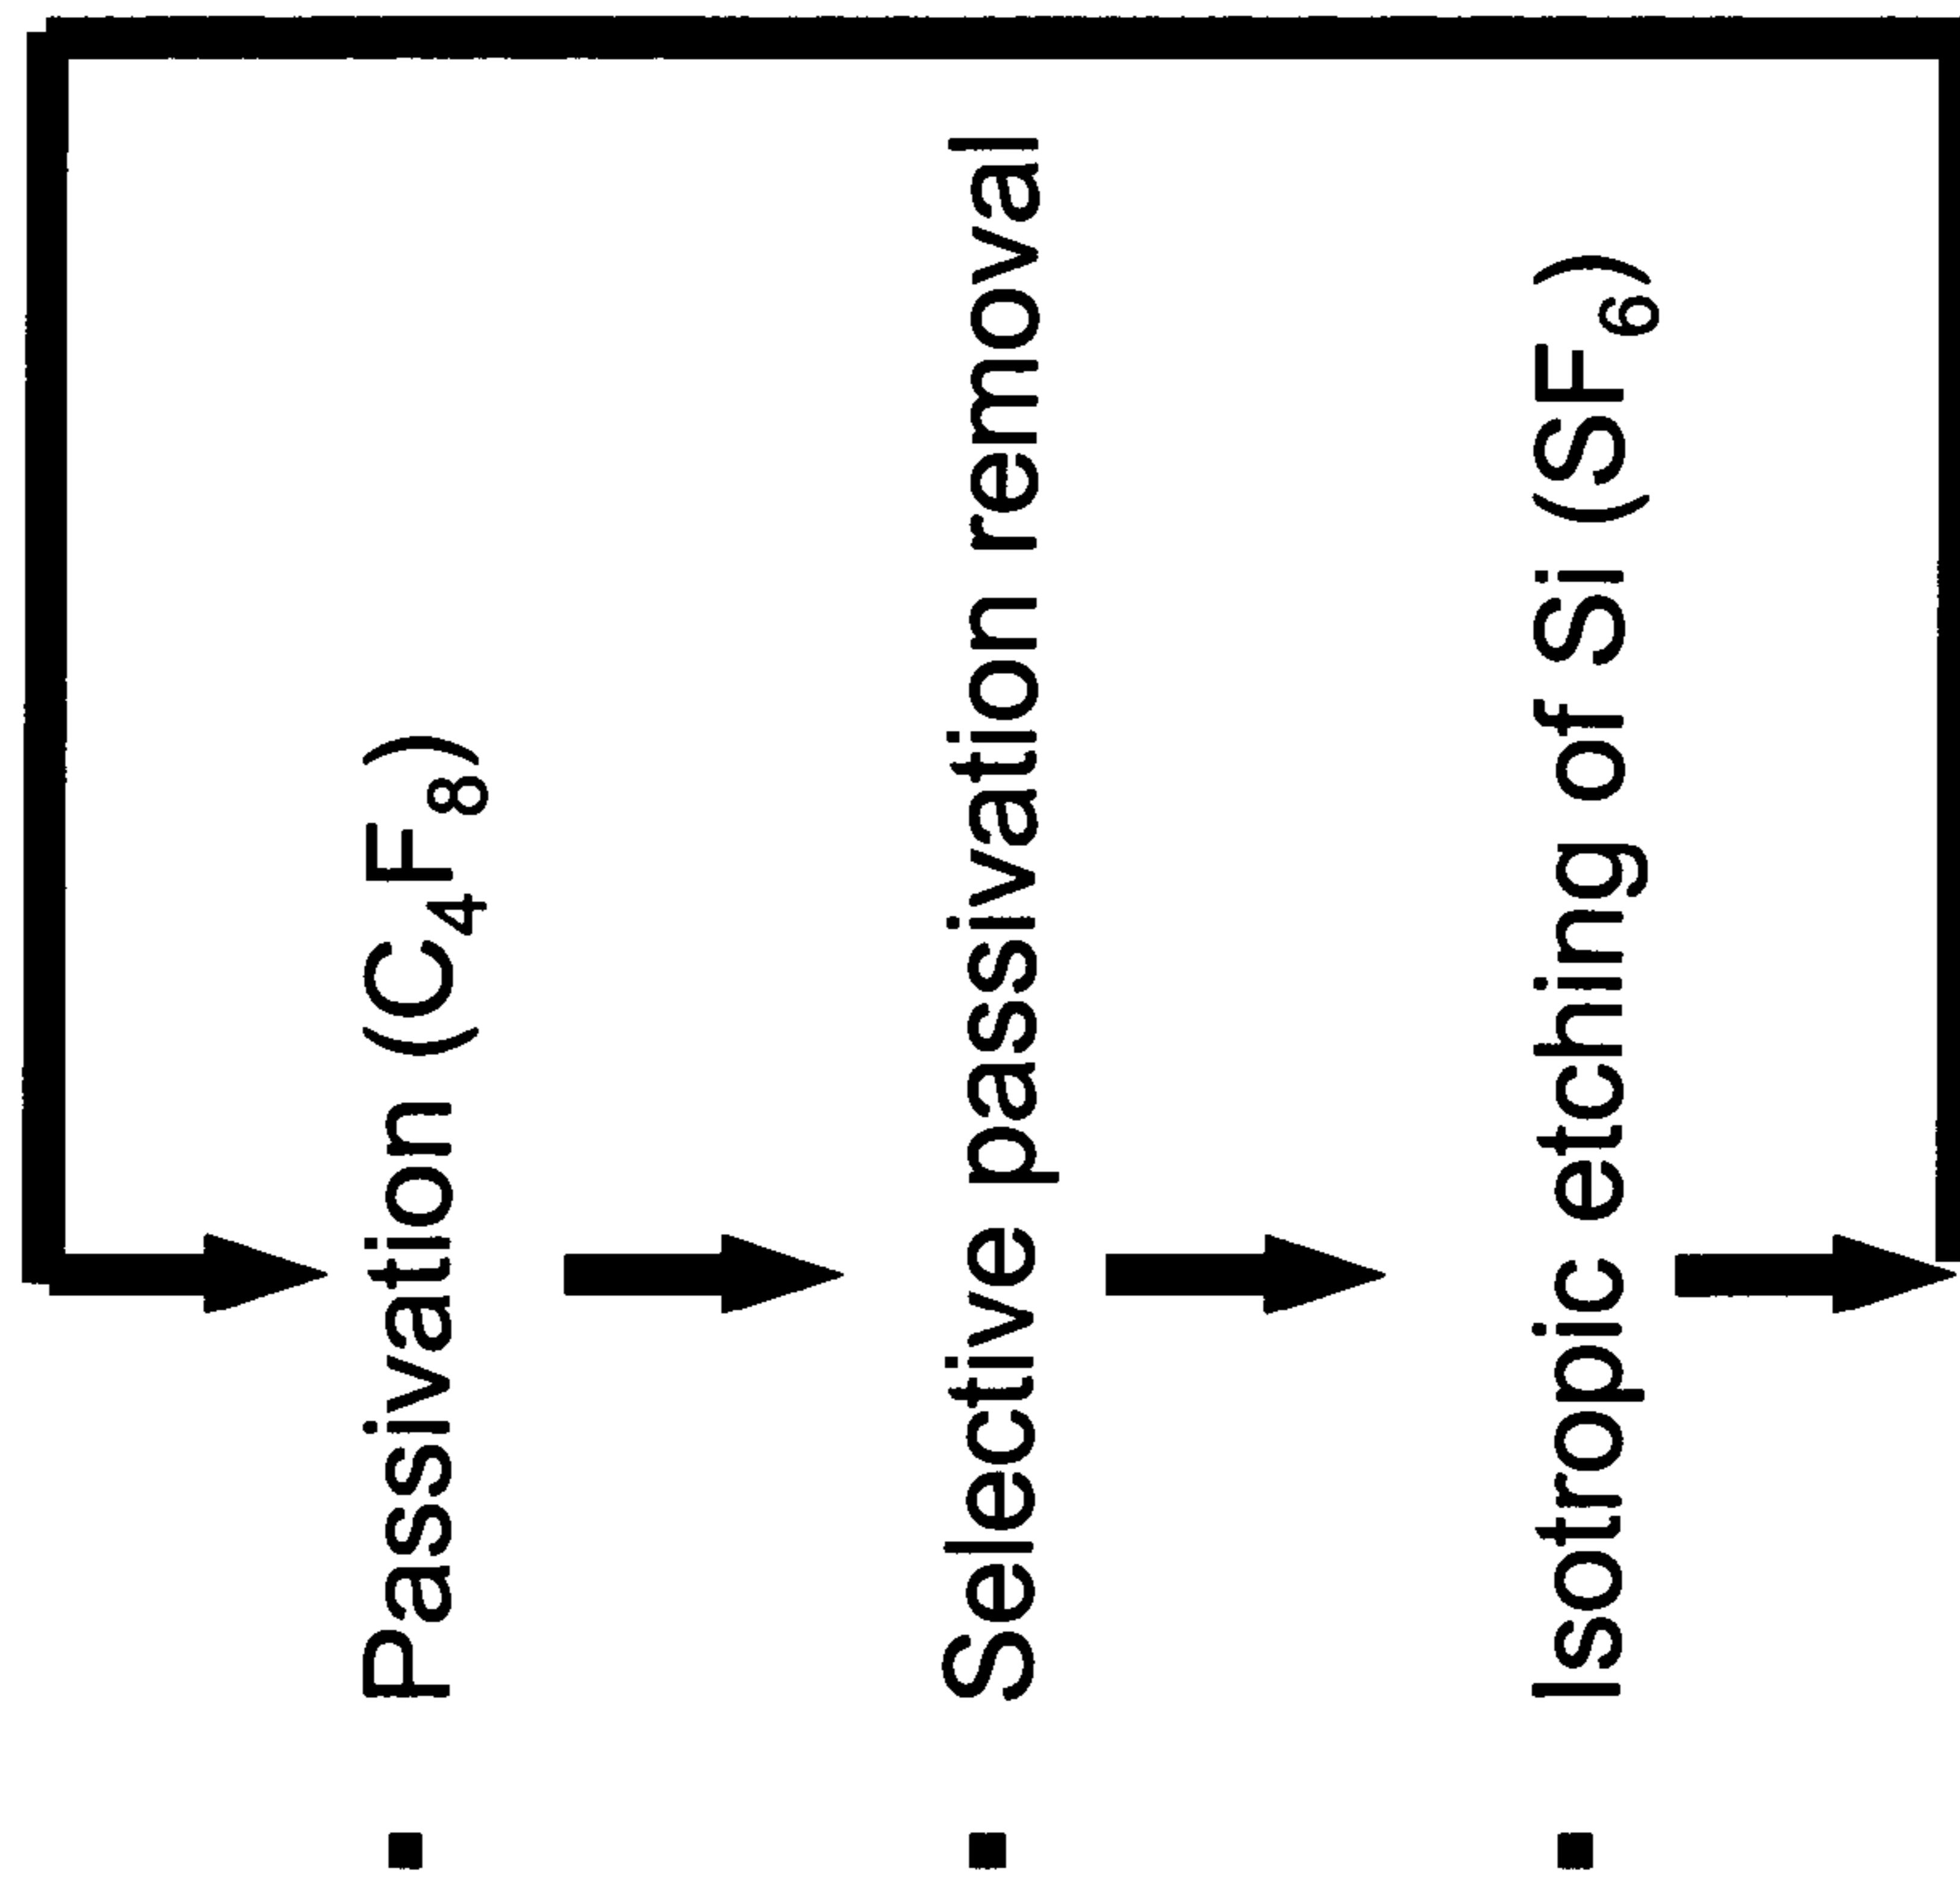 ▪ Passivation (C₄F₈)
▪ Selective passivation removal
▪ Isotropic etching of Si (SF₆)